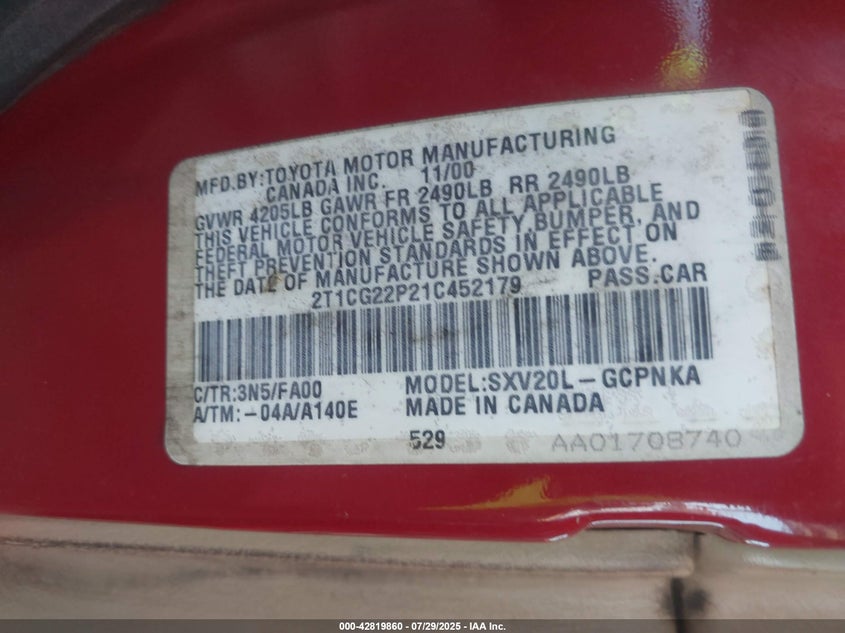 MFD.BY:TOYOTA MOTOR MANUFACTURING
CANADA INC. 11/00
GVWR 4205LB GAWR FR 2490LB RR 2490LB
THIS VEHICLE CONFORMS TO ALL APPLICABLE
FEDERAL MOTOR VEHICLE SAFETY,BUMPER, AND
THEFT PREVENTION STANDARDS IN EFFECT ON
THE DATE OF MANUFACTURE SHOWN ABOVE.
2T1CG22P21C452179 PASS.CAR
C/TR:3N5/FA00 MODEL:SXV20L-GCPNKA
A/TM:-04A/A140E MADE IN CANADA
529 AA01708740
000-42819860 - 07/29/2025 - IAA Inc.